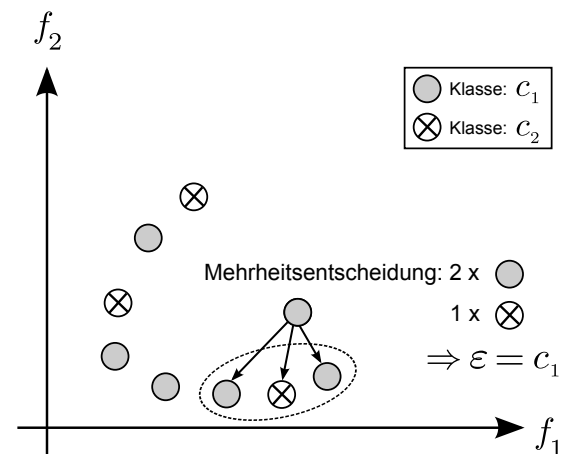 f₂
Klasse: c₁
Klasse: c₂
Mehrheitsentscheidung: 2 x
1 x
⇒ ε = c₁
f₁